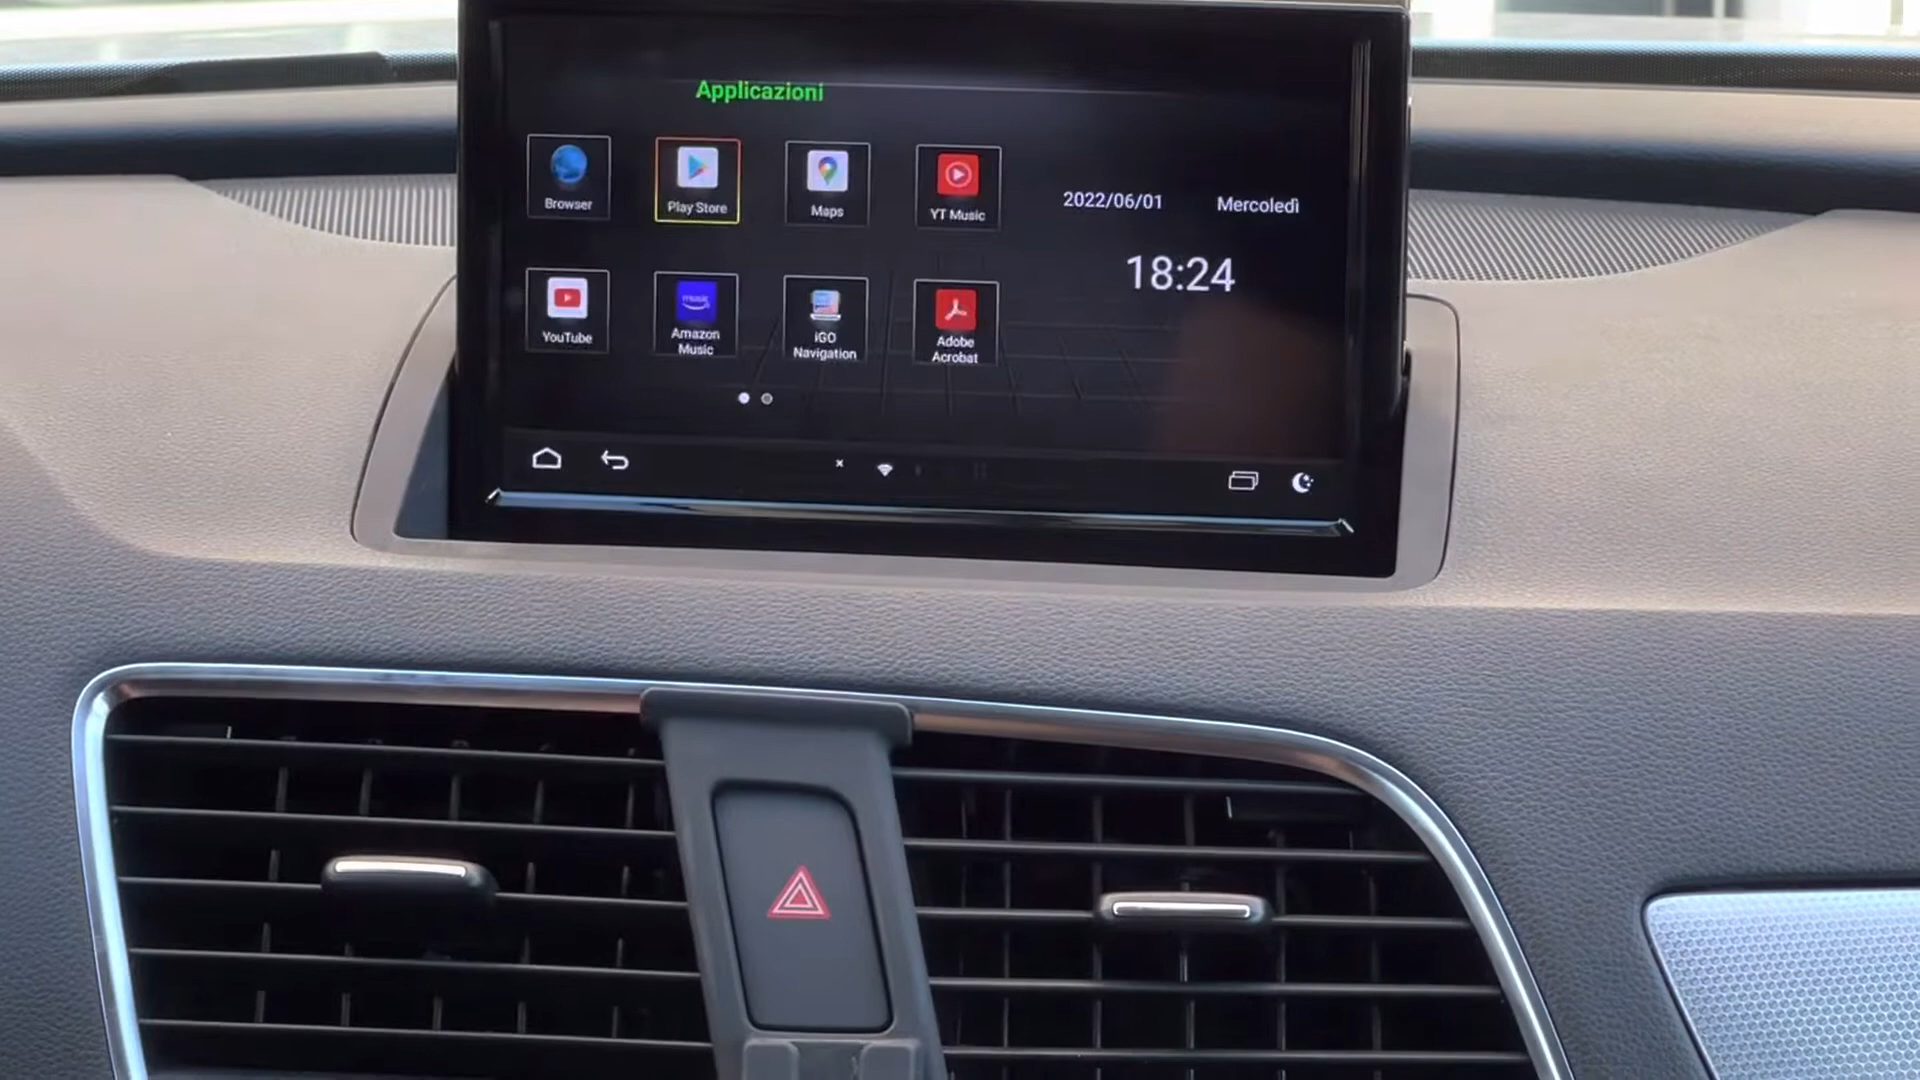 Applicazioni
Browser
Play Store
Maps
YT Music
2022/06/01 Mercoledì
18:24
YouTube
music
Amazon
Music
iGO
Navigation
Adobe
Acrobat